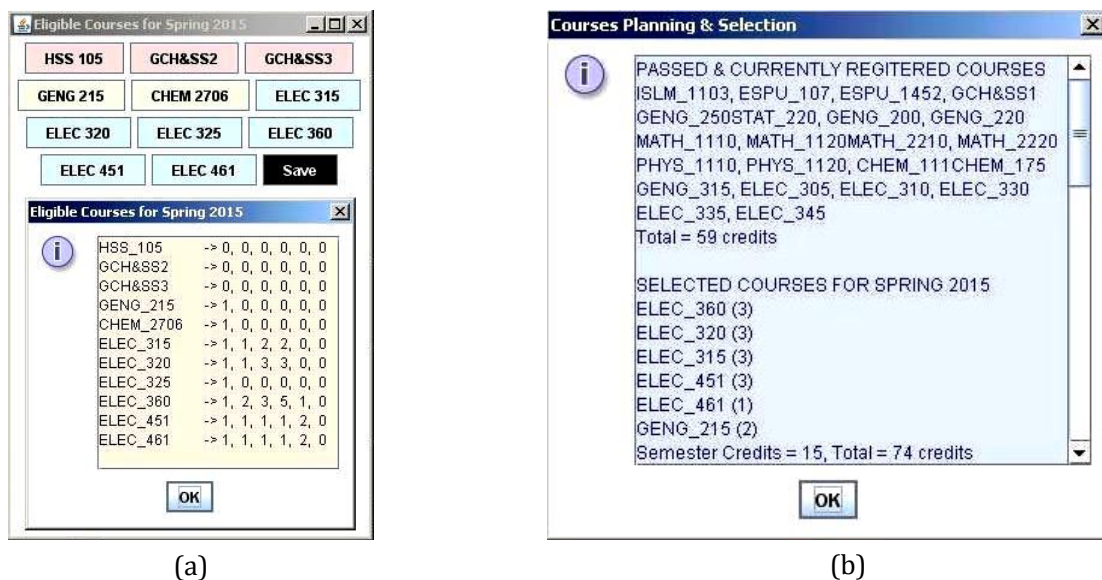 Eligible Courses for Spring 2015
HSS 105 GCH&SS2 GCH&SS3
GENG 215 CHEM 2706 ELEC 315
ELEC 320 ELEC 325 ELEC 360
ELEC 451 ELEC 461 Save
Eligible Courses for Spring 2015
HSS_105 -> 0, 0, 0, 0, 0, 0
GCH&SS2 -> 0, 0, 0, 0, 0, 0
GCH&SS3 -> 0, 0, 0, 0, 0, 0
GENG_215 -> 1, 0, 0, 0, 0, 0
CHEM_2706 -> 1, 0, 0, 0, 0, 0
ELEC_315 -> 1, 1, 2, 2, 0, 0
ELEC_320 -> 1, 1, 3, 3, 0, 0
ELEC_325 -> 1, 0, 0, 0, 0, 0
ELEC_360 -> 1, 2, 3, 5, 1, 0
ELEC_451 -> 1, 1, 1, 1, 2, 0
ELEC_461 -> 1, 1, 1, 1, 2, 0
OK
(a)
Courses Planning & Selection
PASSED & CURRENTLY REGITERED COURSES
ISLM_1103, ESPU_107, ESPU_1452, GCH&SS1
GENG_250STAT_220, GENG_200, GENG_220
MATH_1110, MATH_1120MATH_2210, MATH_2220
PHYS_1110, PHYS_1120, CHEM_111CHEM_175
GENG_315, ELEC_305, ELEC_310, ELEC_330
ELEC_335, ELEC_345
Total = 59 credits
SELECTED COURSES FOR SPRING 2015
ELEC_360 (3)
ELEC_320 (3)
ELEC_315 (3)
ELEC_451 (3)
ELEC_461 (1)
GENG_215 (2)
Semester Credits = 15, Total = 74 credits
OK
(b)